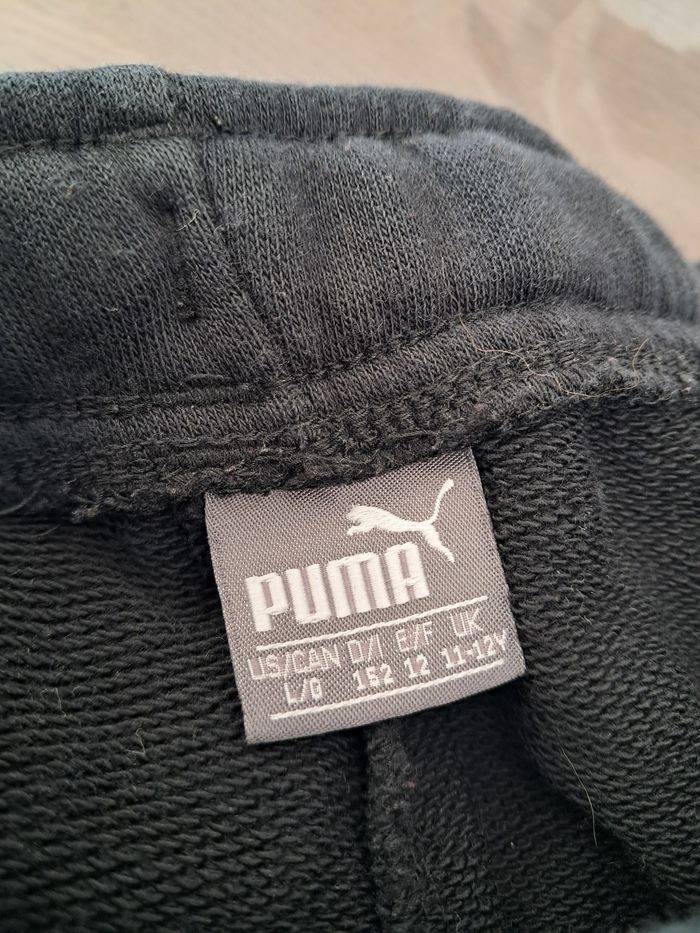 PUMA
US/CAN D/I E/F UK
L/G 152 12 11-12Y